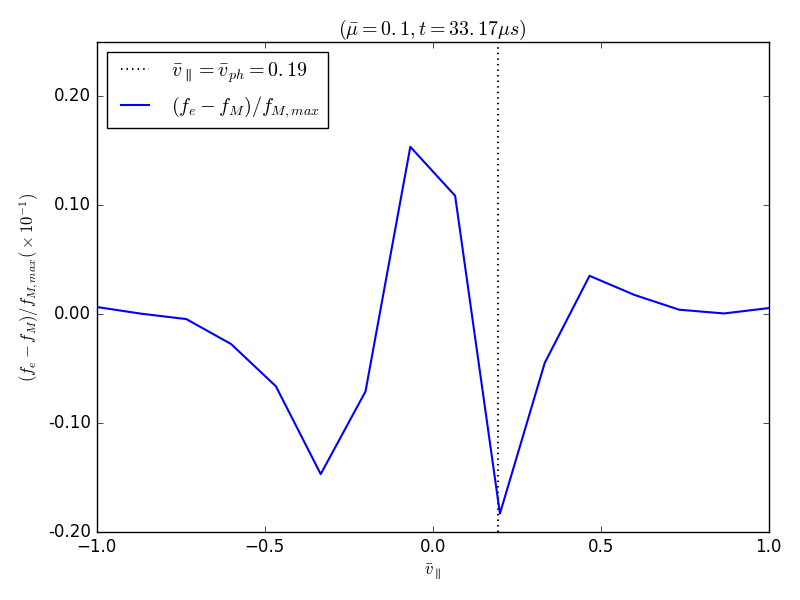 (μ̄ = 0.1, t = 33.17μs)
v̄∥ = v̄ph = 0.19
(fe − fM)/fM,max
(fe − fM)/fM,max(×10⁻¹)
0.20
0.10
0.00
-0.10
-0.20
−1.0 −0.5 0.0 0.5 1.0
v̄∥